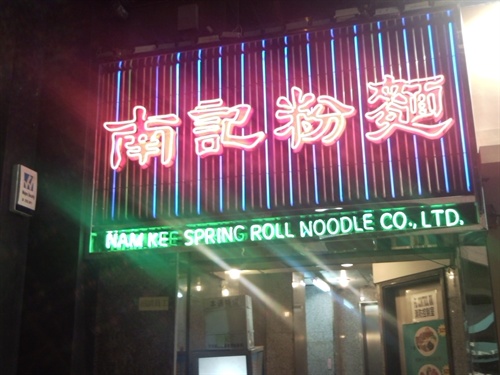 南記粉麵
NAM KEE SPRING ROLL NOODLE CO., LTD.